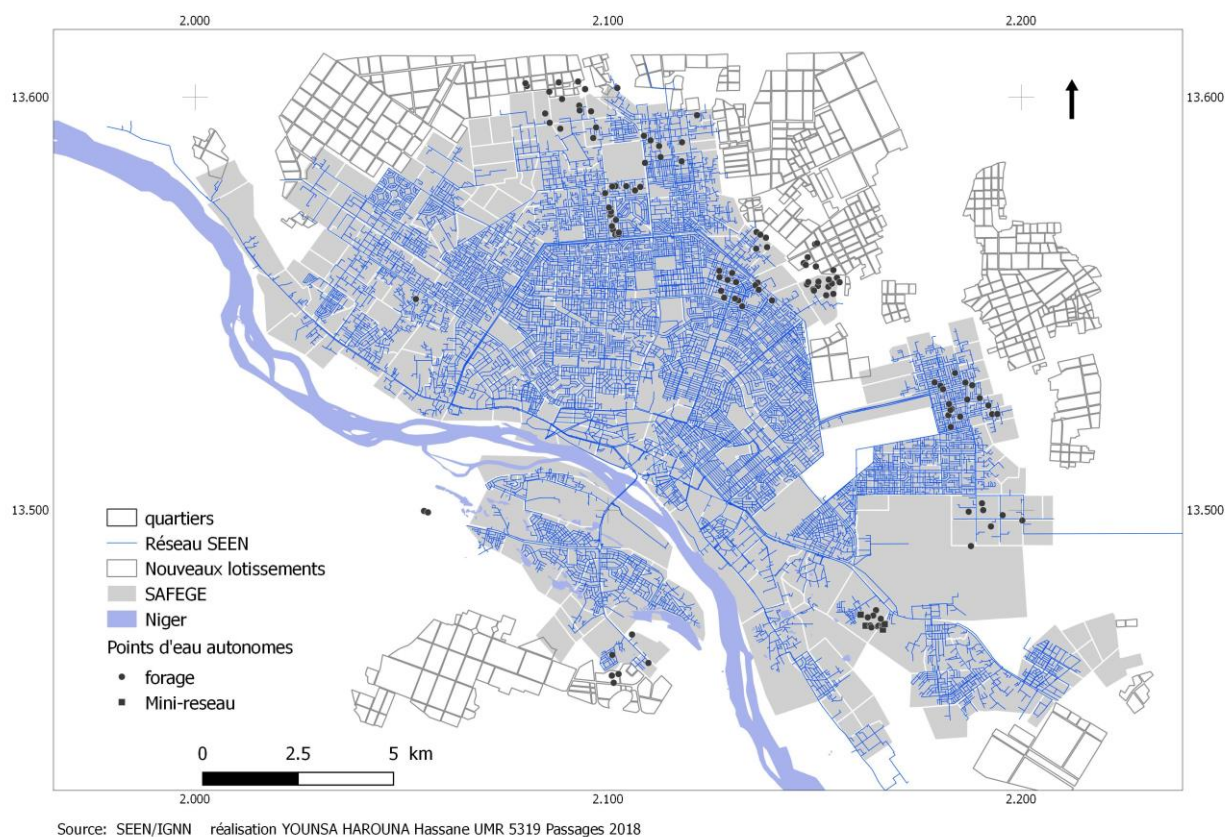 2.000 2.100 2.200
13.600 13.600
13.500 13.500
quartiers
Réseau SEEN
Nouveaux lotissements
SAFEGE
Niger
Points d'eau autonomes
forage
Mini-reseau
0 2.5 5 km
2.000 2.100 2.200
Source: SEEN/IGNN réalisation YOUNSA HAROUNA Hassane UMR 5319 Passages 2018